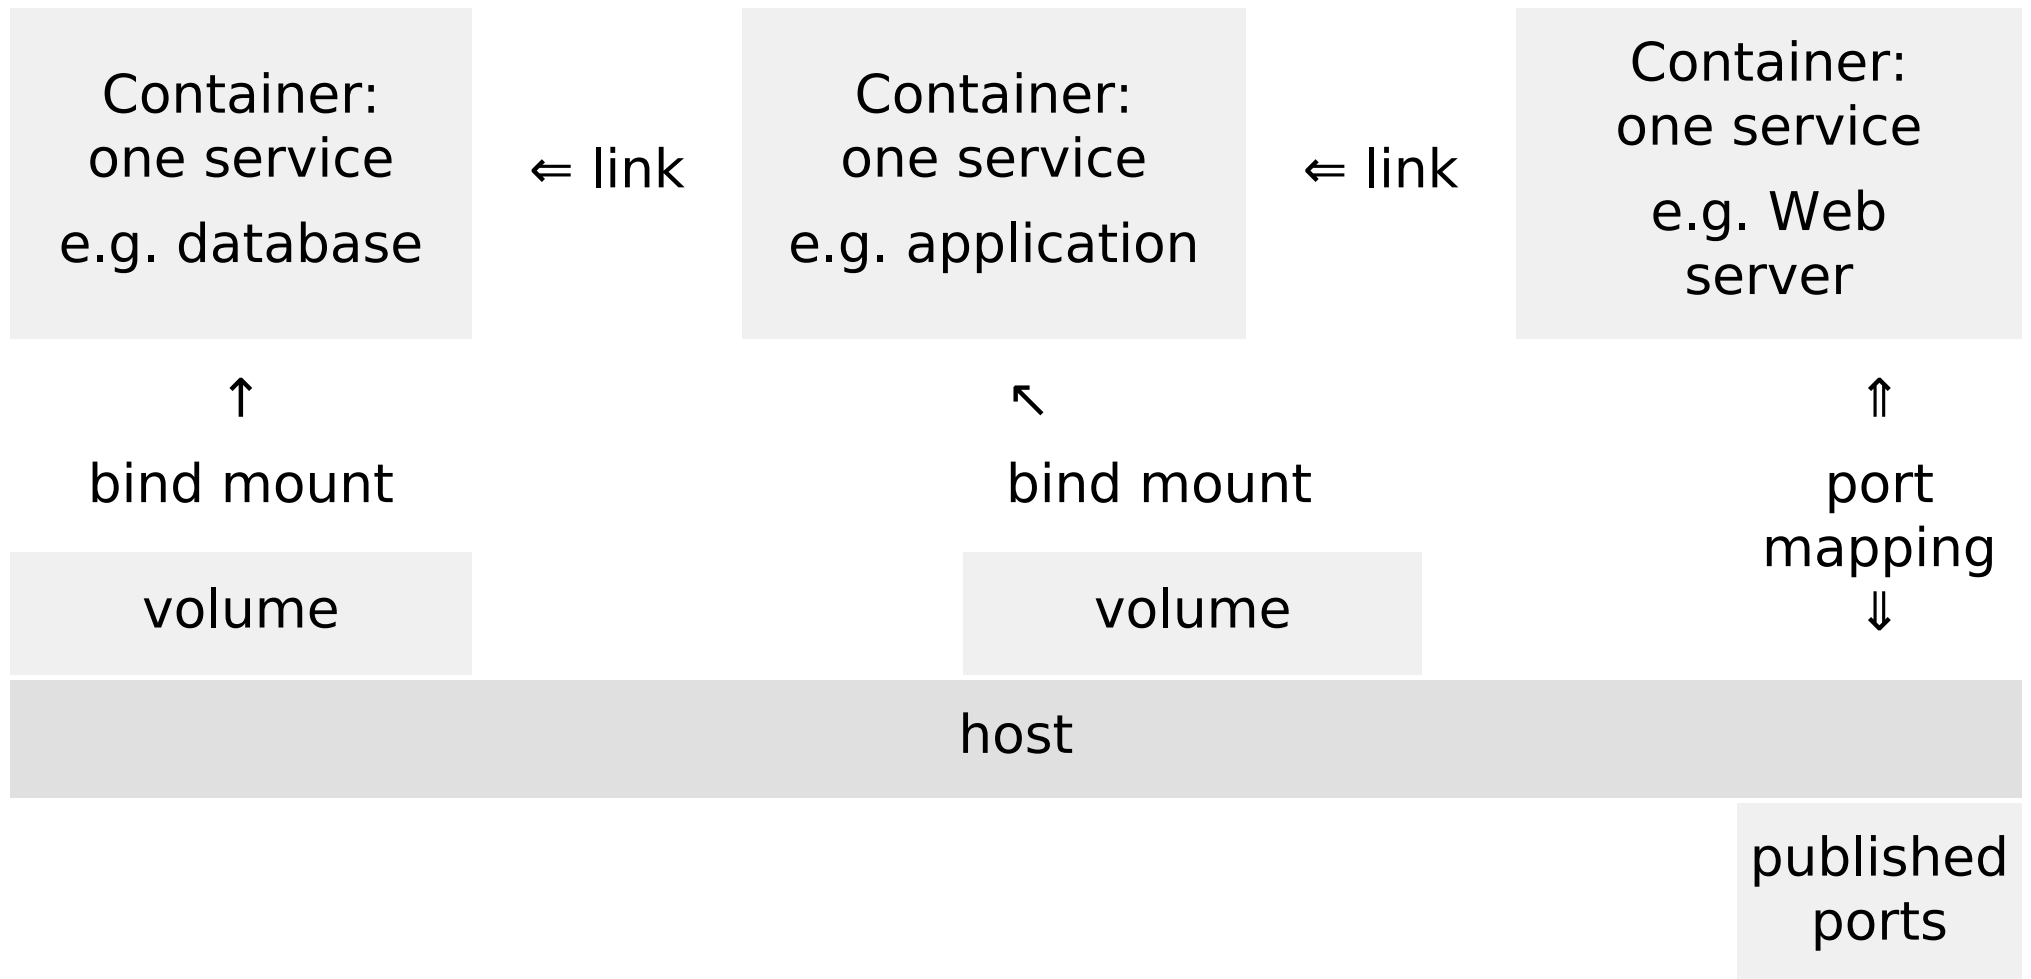 Container:
one service
e.g. database
⇐ link
Container:
one service
e.g. application
⇐ link
Container:
one service
e.g. Web
server
↑
bind mount
↖
bind mount
⇑
port
mapping
⇓
volume
volume
host
published
ports